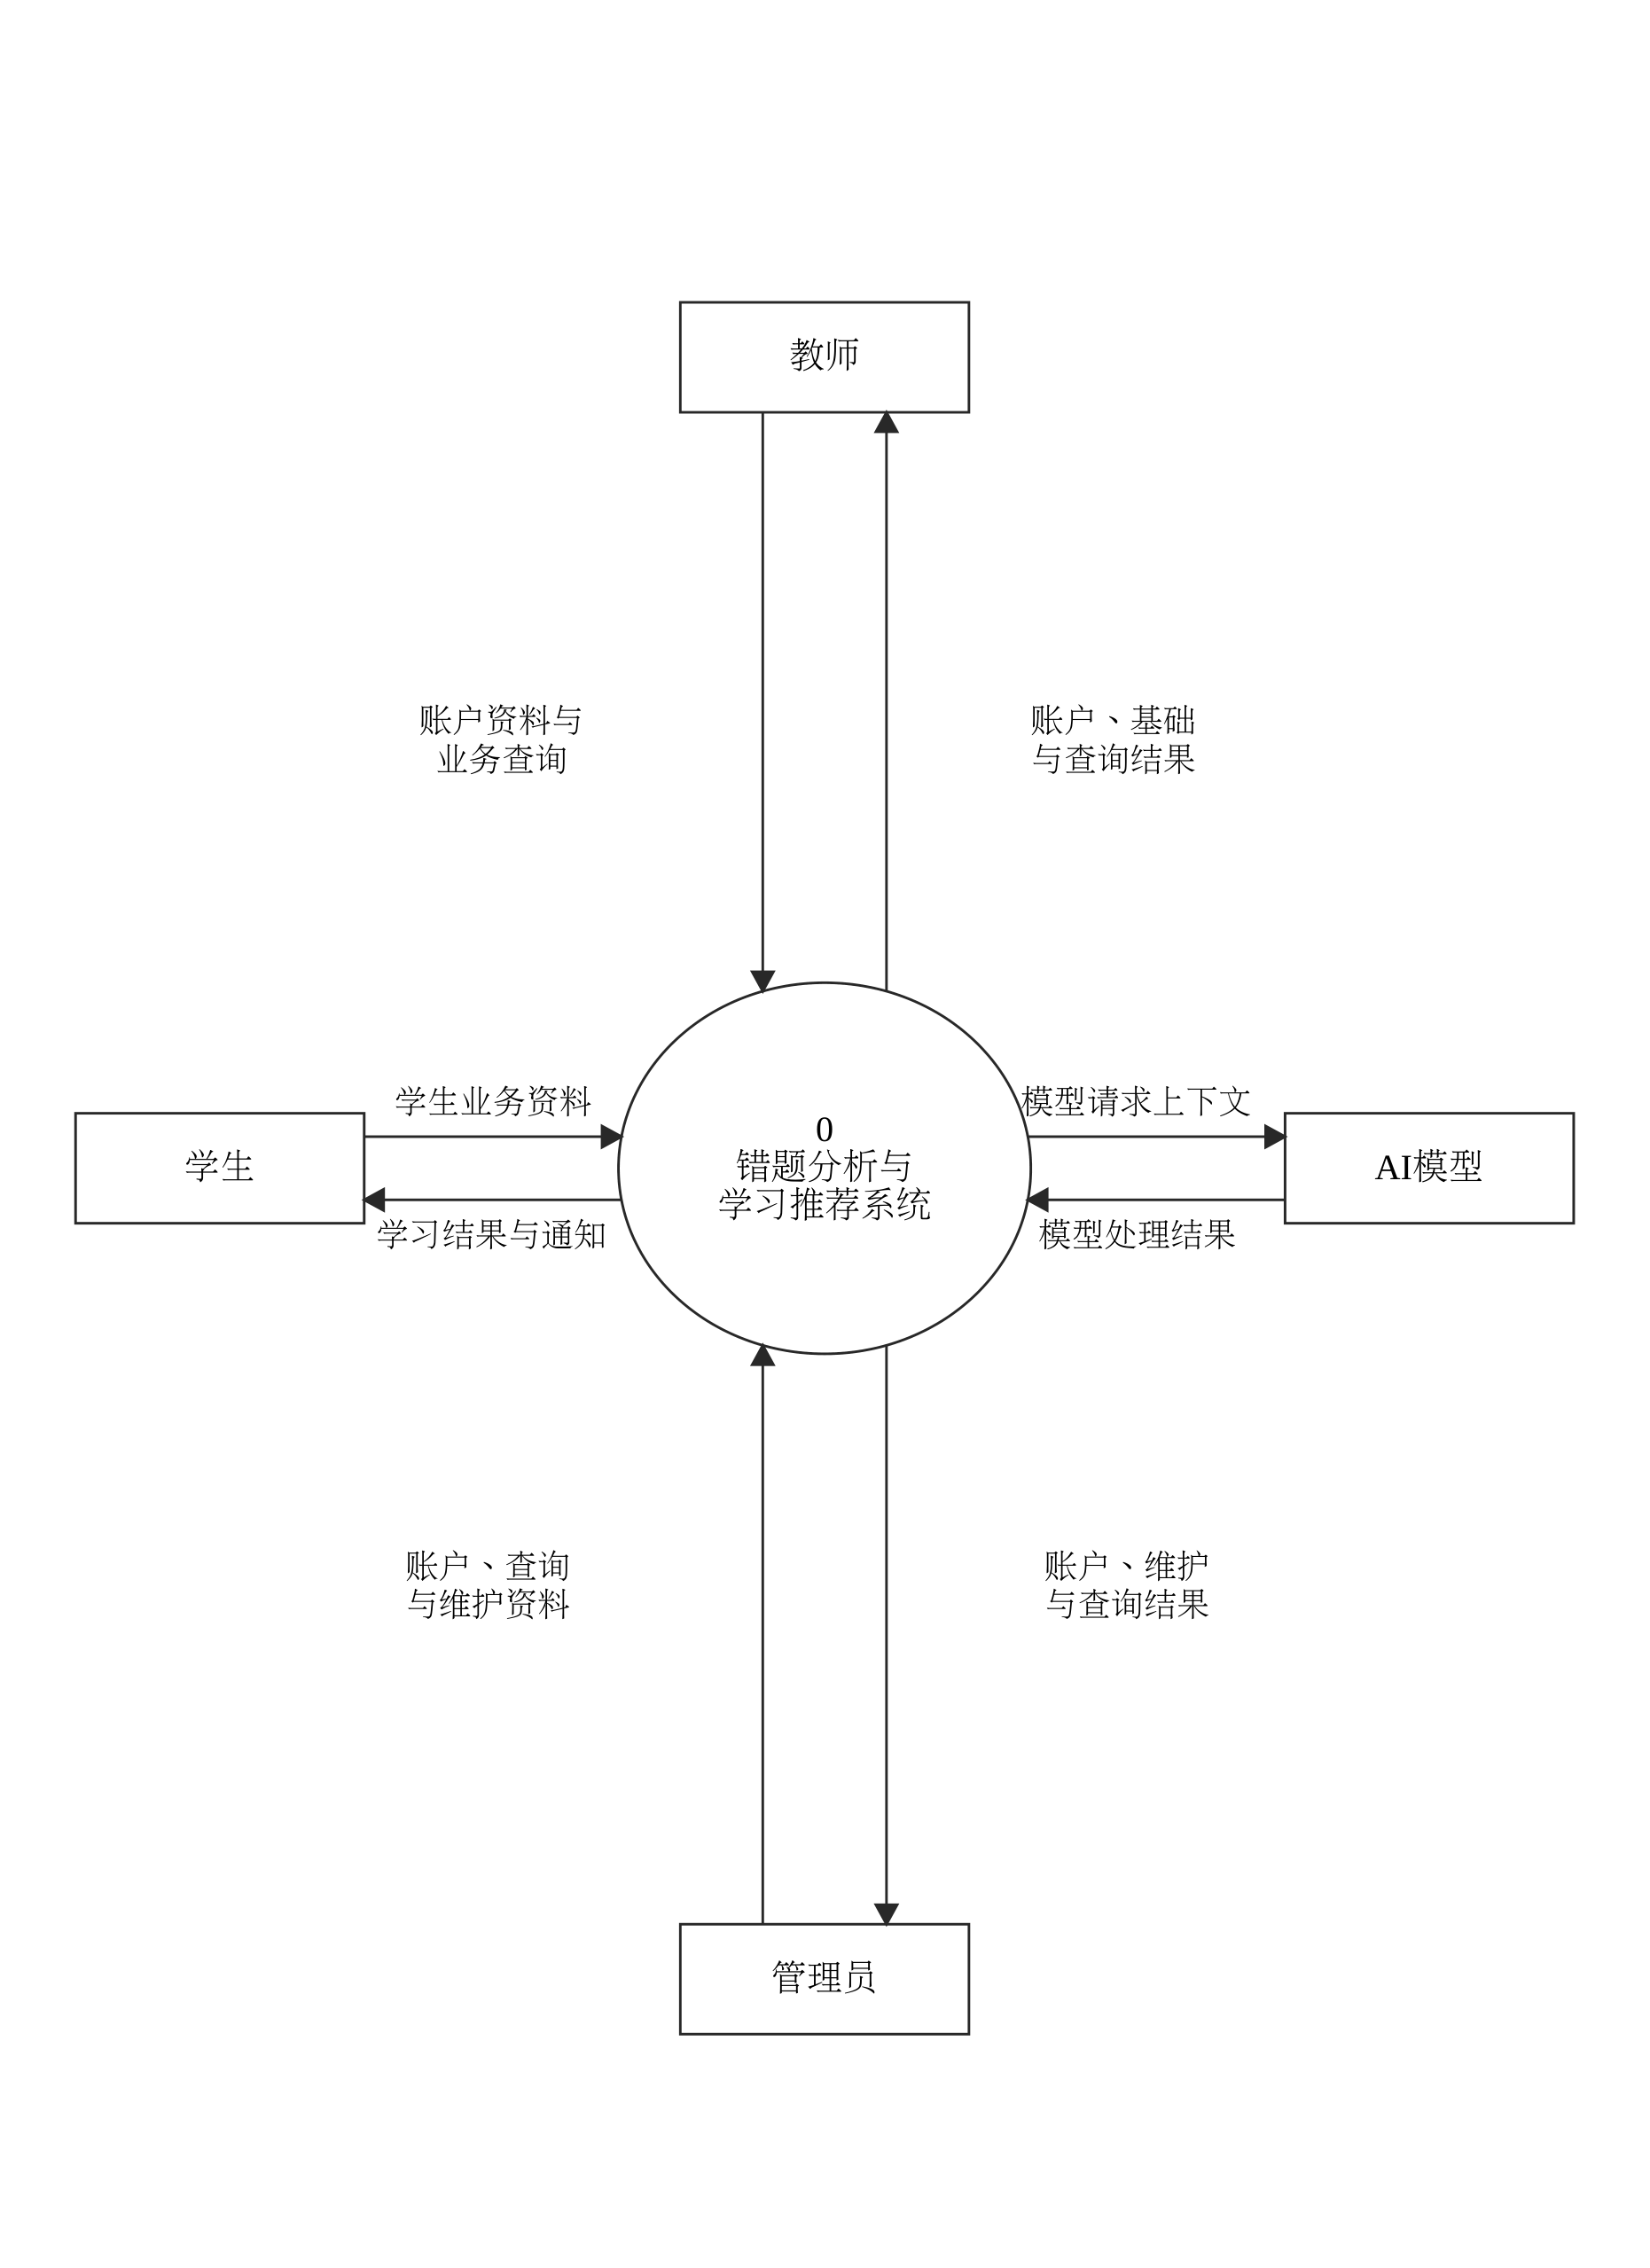 教师
账户资料与
业务查询
账户、基础
与查询结果
学生业务资料
模型请求上下文
学生
0
错题分析与
学习推荐系统
AI模型
学习结果与通知
模型处理结果
账户、查询
与维护资料
账户、维护
与查询结果
管理员